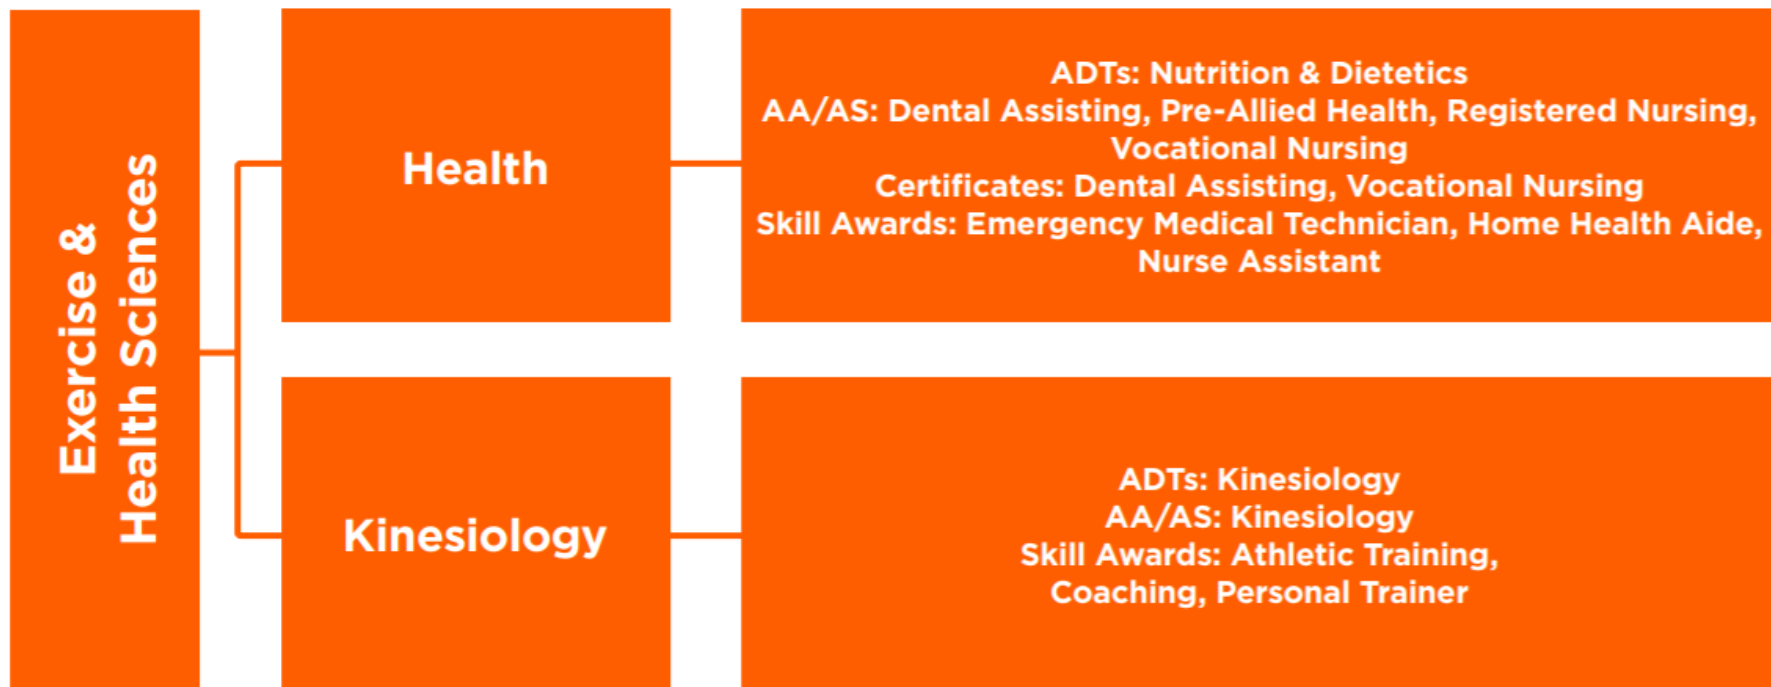 Exercise &
Health Sciences
Health
ADTs: Nutrition & Dietetics
AA/AS: Dental Assisting, Pre-Allied Health, Registered Nursing,
Vocational Nursing
Certificates: Dental Assisting, Vocational Nursing
Skill Awards: Emergency Medical Technician, Home Health Aide,
Nurse Assistant
Kinesiology
ADTs: Kinesiology
AA/AS: Kinesiology
Skill Awards: Athletic Training,
Coaching, Personal Trainer